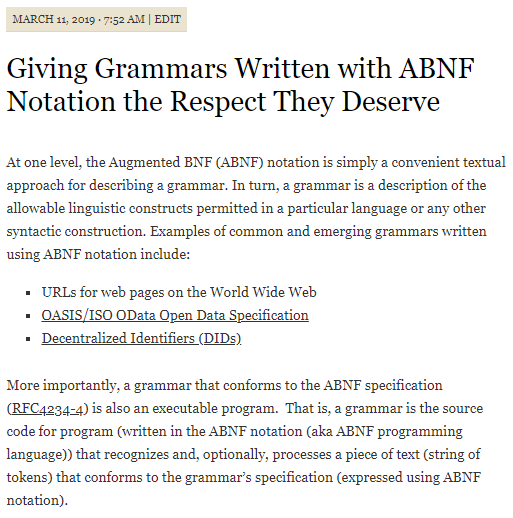 MARCH 11, 2019 · 7:52 AM | EDIT
Giving Grammars Written with ABNF
Notation the Respect They Deserve
At one level, the Augmented BNF (ABNF) notation is simply a convenient textual
approach for describing a grammar. In turn, a grammar is a description of the
allowable linguistic constructs permitted in a particular language or any other
syntactic construction. Examples of common and emerging grammars written
using ABNF notation include:
▪ URLs for web pages on the World Wide Web
▪ OASIS/ISO OData Open Data Specification
▪ Decentralized Identifiers (DIDs)
More importantly, a grammar that conforms to the ABNF specification
(RFC4234-4) is also an executable program.  That is, a grammar is the source
code for program (written in the ABNF notation (aka ABNF programming
language)) that recognizes and, optionally, processes a piece of text (string of
tokens) that conforms to the grammar’s specification (expressed using ABNF
notation).